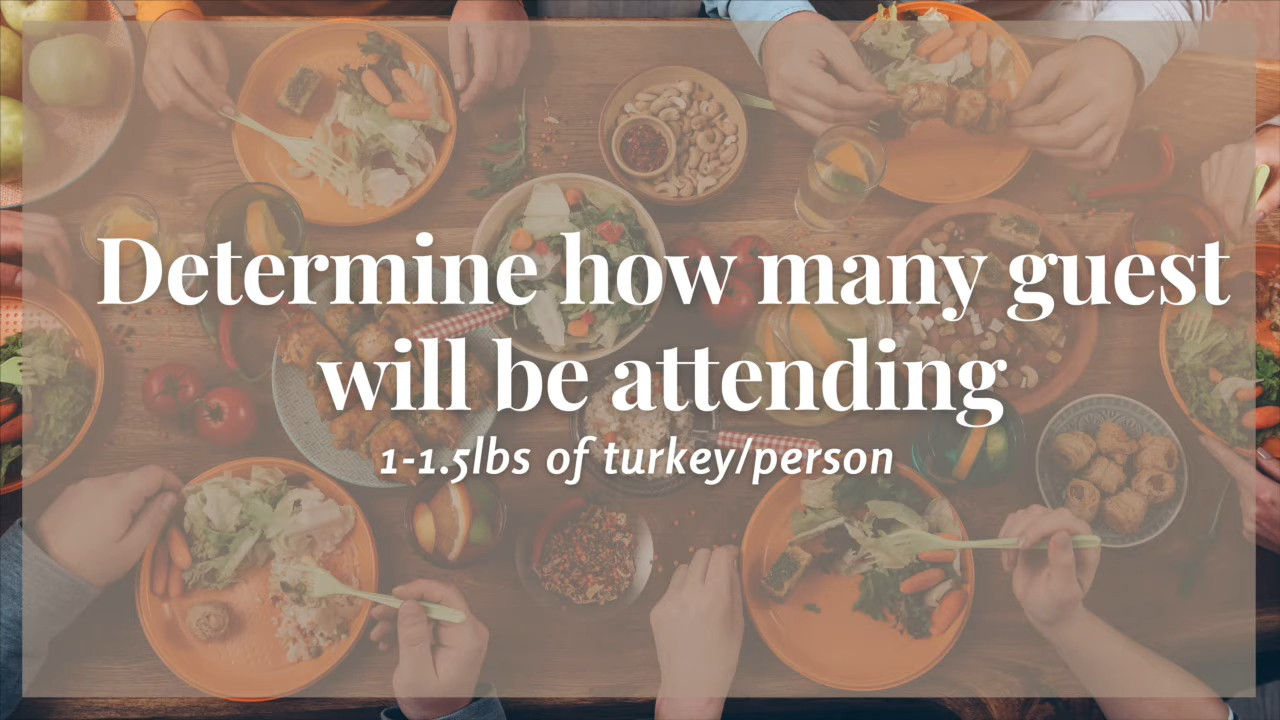 Determine how many guest
will be attending
1-1.5lbs of turkey/person